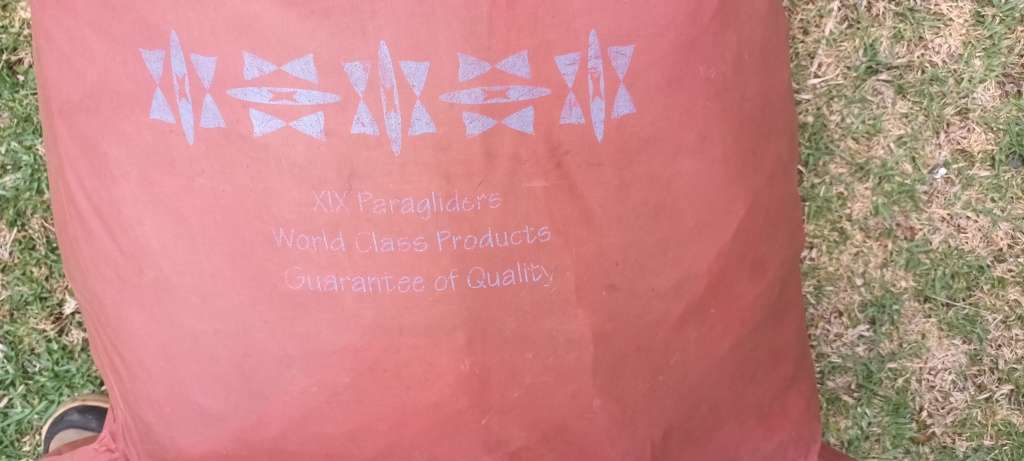 XIX Paragliders
World Class Products
Guarantee of Quality